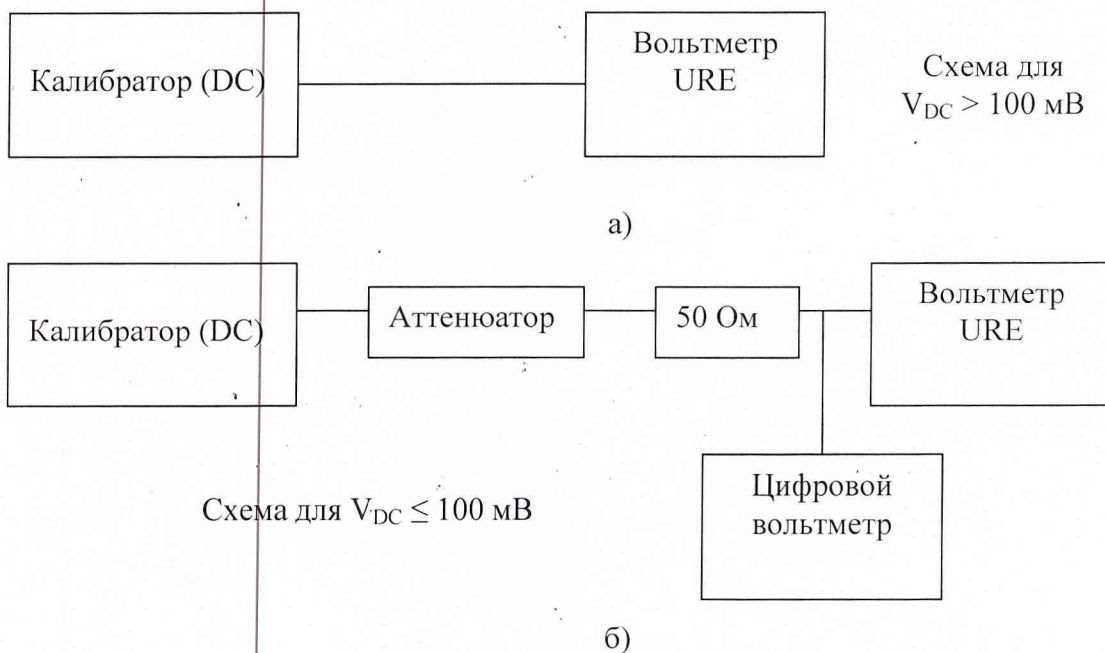 Калибратор (DC)
Вольтметр
URE
Схема для
V_DC > 100 мВ
а)
Калибратор (DC)
Аттенюатор
50 Ом
Вольтметр
URE
Цифровой
вольтметр
Схема для V_DC ≤ 100 мВ
б)